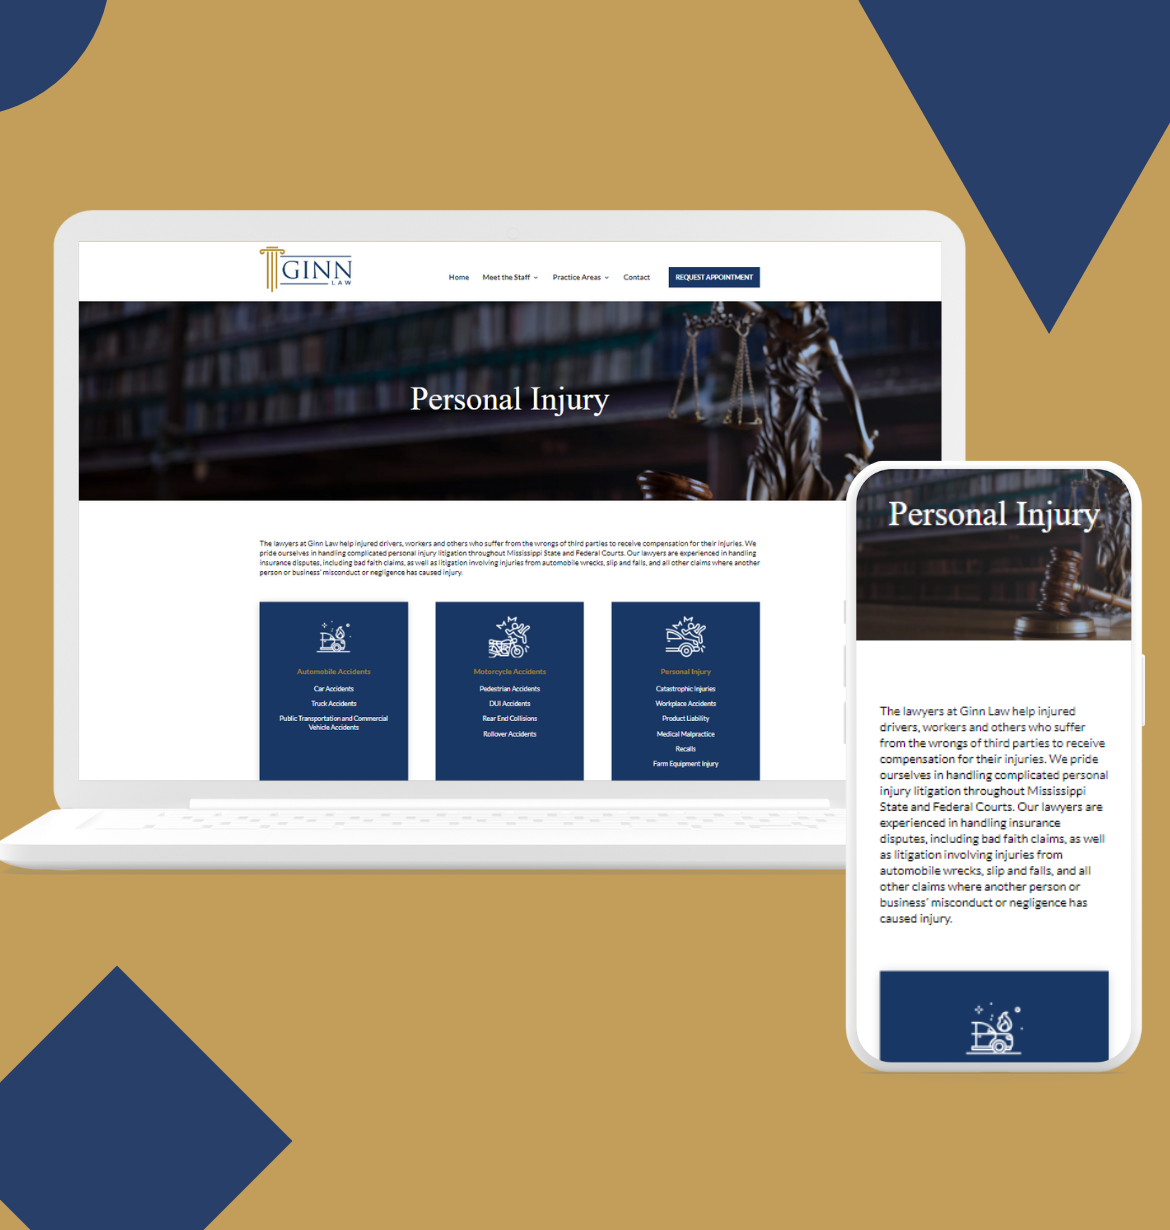 GINN
LAW
Home Meet the Staff Practice Areas Contact REQUEST APPOINTMENT
Personal Injury
The lawyers at Ginn Law help injured drivers, workers and others who suffer from the wrongs of third parties to receive compensation for their injuries. We
pride ourselves in handling complicated personal injury litigation throughout Mississippi State and Federal Courts. Our lawyers are experienced in handling
insurance disputes, including bad faith claims, as well as litigation involving injuries from automobile wrecks, slip and falls, and all other claims where another
person or business' misconduct or negligence has caused injury.
Automobile Accidents
Car Accidents
Truck Accidents
Public Transportation and Commercial
Vehicle Accidents
Motorcycle Accidents
Pedestrian Accidents
DUI Accidents
Rear End Collisions
Rollover Accidents
Personal Injury
Catastrophic Injuries
Workplace Accidents
Product Liability
Medical Malpractice
Recalls
Farm Equipment Injury
Personal Injury
The lawyers at Ginn Law help injured
drivers, workers and others who suffer
from the wrongs of third parties to receive
compensation for their injuries. We pride
ourselves in handling complicated personal
injury litigation throughout Mississippi
State and Federal Courts. Our lawyers are
experienced in handling insurance
disputes, including bad faith claims, as well
as litigation involving injuries from
automobile wrecks, slip and falls, and all
other claims where another person or
business' misconduct or negligence has
caused injury.